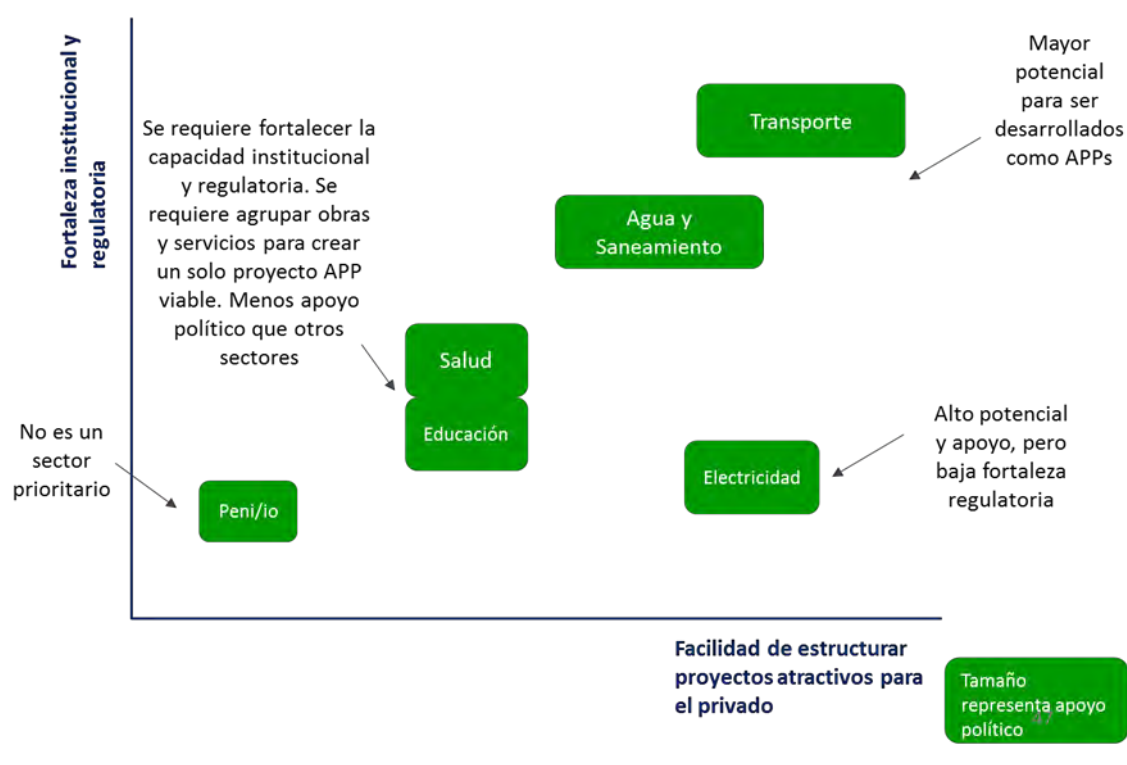 Fortaleza institucional y
regulatoria
Se requiere fortalecer la
capacidad institucional
y regulatoria. Se
requiere agrupar obras
y servicios para crear
un solo proyecto APP
viable. Menos apoyo
político que otros
sectores
Transporte
Mayor
potencial
para ser
desarrollados
como APPs
Agua y
Saneamiento
Salud
Educación
No es un
sector
prioritario
Peni/io
Electricidad
Alto potencial
y apoyo, pero
baja fortaleza
regulatoria
Facilidad de estructurar
proyectos atractivos para
el privado
Tamaño
representa apoyo
político
47